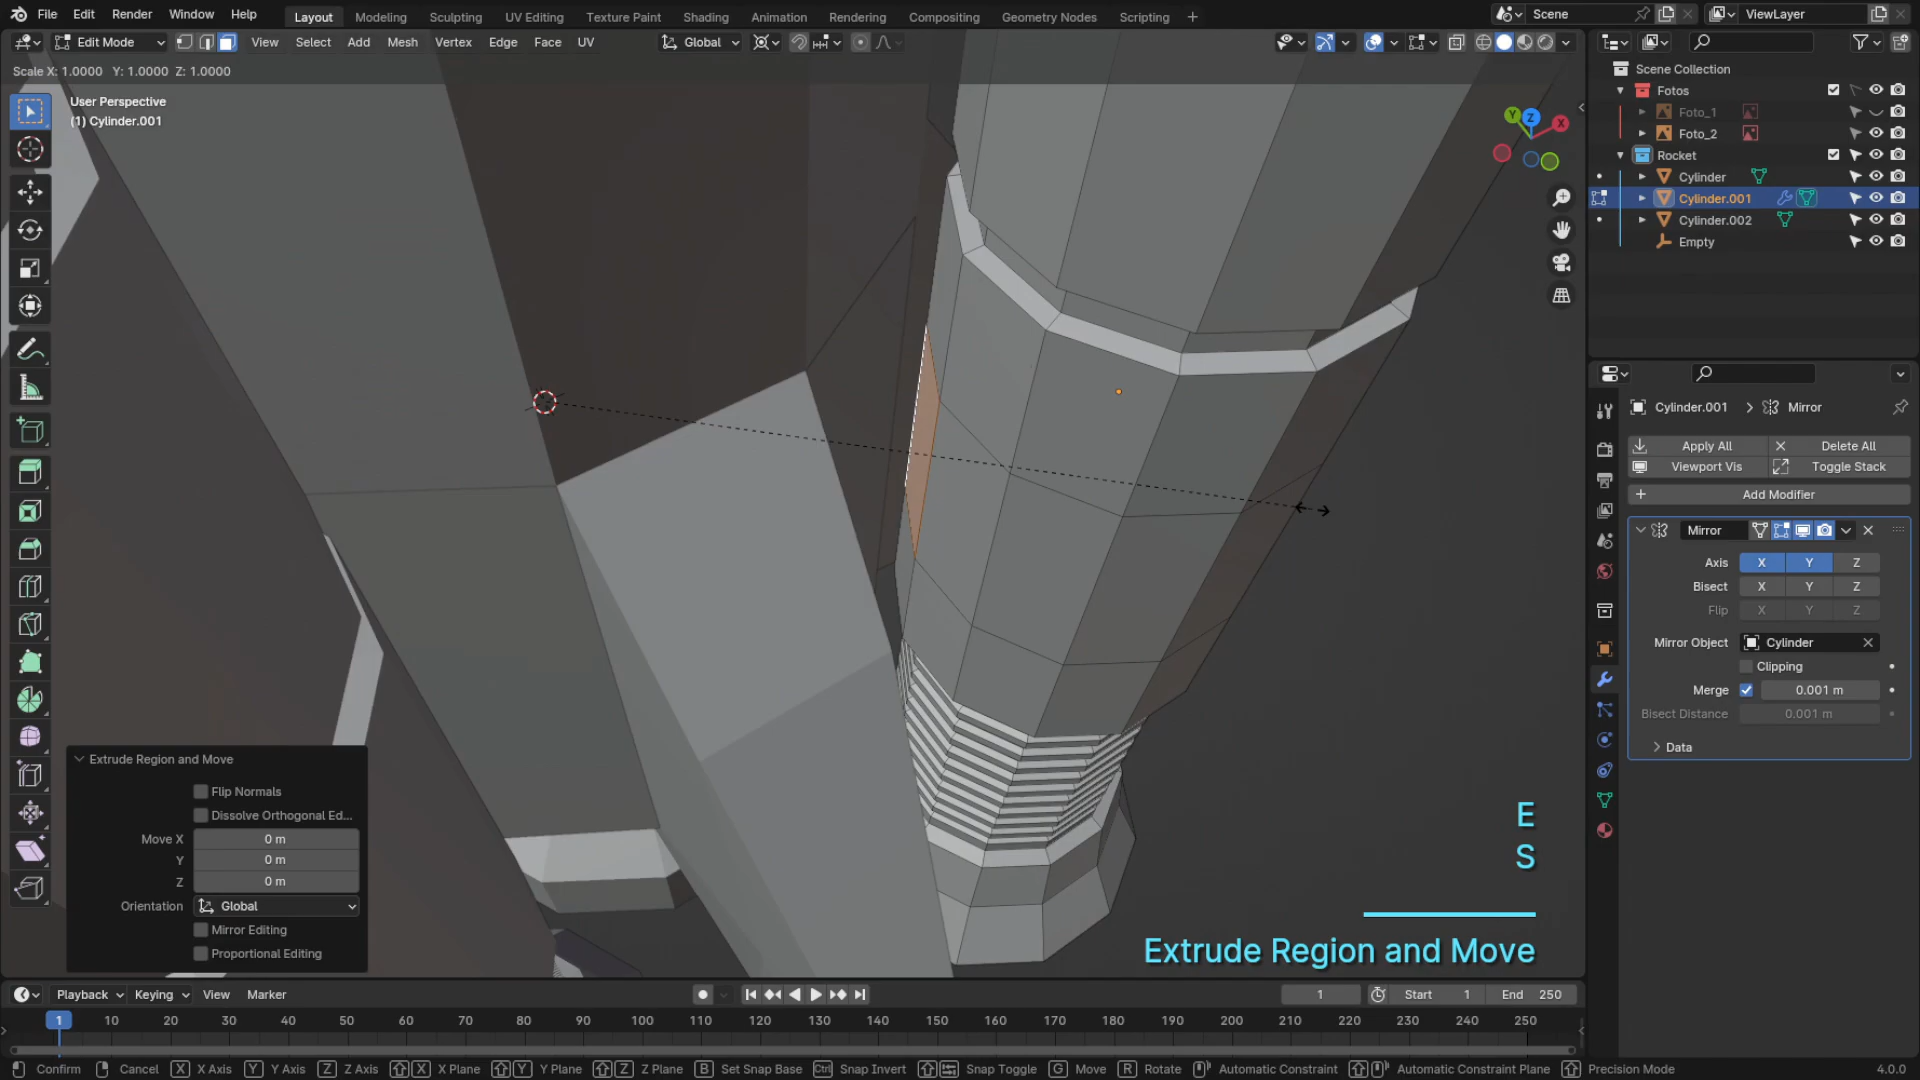 File Edit Render Window Help Layout Modeling Sculpting UV Editing Texture Paint Shading Animation Rendering Compositing Geometry Nodes Scripting + Scene ViewLayer
Edit Mode View Select Add Mesh Vertex Edge Face UV Global
Scale X: 1.0000 Y: 1.0000 Z: 1.0000
User Perspective
(1) Cylinder.001
Y Z X
Scene Collection
Fotos
Foto_1
Foto_2
Rocket
Cylinder
Cylinder.001
Cylinder.002
Empty
Cylinder.001 > Mirror
Apply All Delete All
Viewport Vis Toggle Stack
+ Add Modifier
Mirror
Axis X Y Z
Bisect X Y Z
Flip X Y Z
Mirror Object Cylinder
Clipping
Merge 0.001 m
Bisect Distance 0.001 m
Data
Extrude Region and Move
Flip Normals
Dissolve Orthogonal Ed...
Move X 0 m
Y 0 m
Z 0 m
Orientation Global
Mirror Editing
Proportional Editing
E
S
Extrude Region and Move
Playback Keying View Marker 1 Start 1 End 250
1 10 20 30 40 50 60 70 80 90 100 110 120 130 140 150 160 170 180 190 200 210 220 230 240 250
Confirm Cancel X X Axis Y Y Axis Z Z Axis X X Plane Y Y Plane Z Z Plane B Set Snap Base Ctrl Snap Invert Snap Toggle G Move R Rotate Automatic Constraint Automatic Constraint Plane Precision Mode 4.0.0